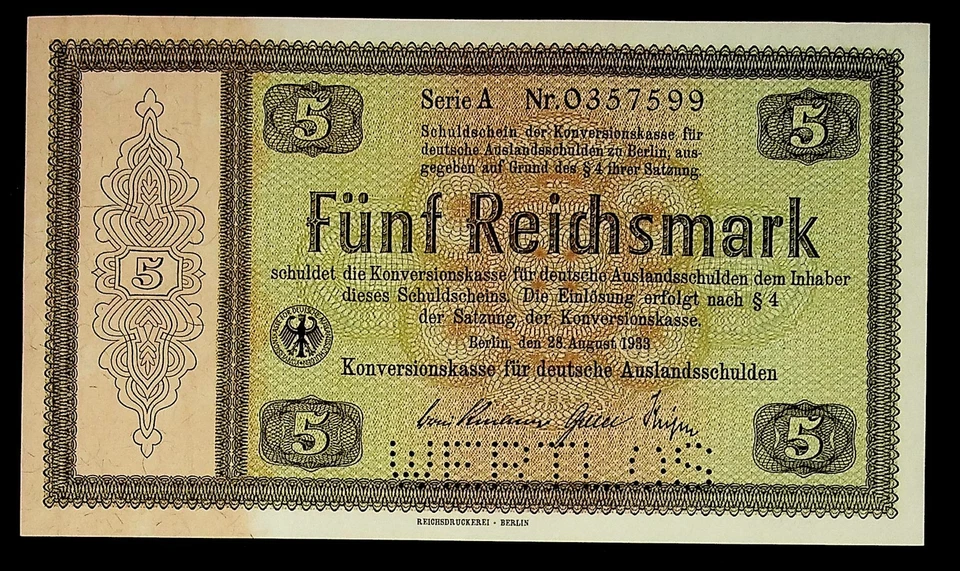 5
5
Serie A Nr. 0357599
Schuldschein der Konversionskasse für
deutsche Auslandsschulden zu Berlin, aus-
gegeben auf Grund des § 4 ihrer Satzung.
Fünf Reichsmark
5
schuldet die Konversionskasse für deutsche Auslandsschulden dem Inhaber
dieses Schuldscheins. Die Einlösung erfolgt nach § 4
der Satzung der Konversionskasse.
Berlin, den 28. August 1933
Konversionskasse für deutsche Auslandsschulden
5
5
WERTLOS
REICHSDRUCKEREI - BERLIN